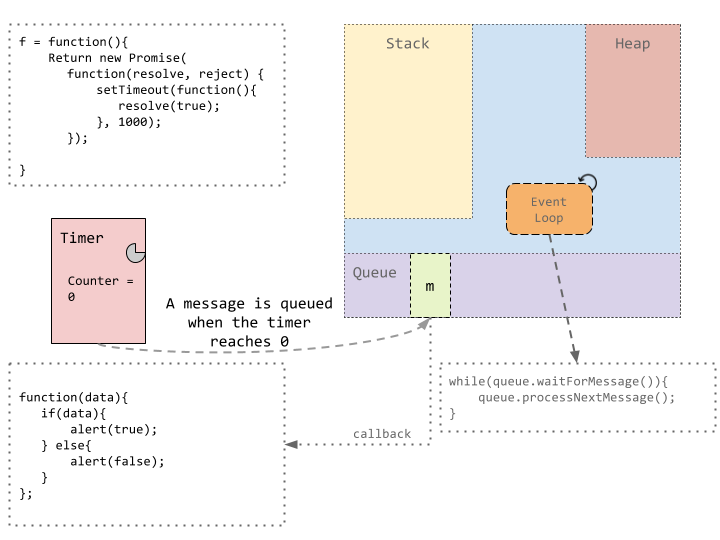 f = function(){
Return new Promise(
function(resolve, reject) {
setTimeout(function(){
resolve(true);
}, 1000);
});
}
Stack
Heap
Event
Loop
Timer
Counter =
0
Queue
m
A message is queued
when the timer
reaches 0
function(data){
if(data){
alert(true);
} else{
alert(false);
}
};
callback
while(queue.waitForMessage()){
queue.processNextMessage();
}